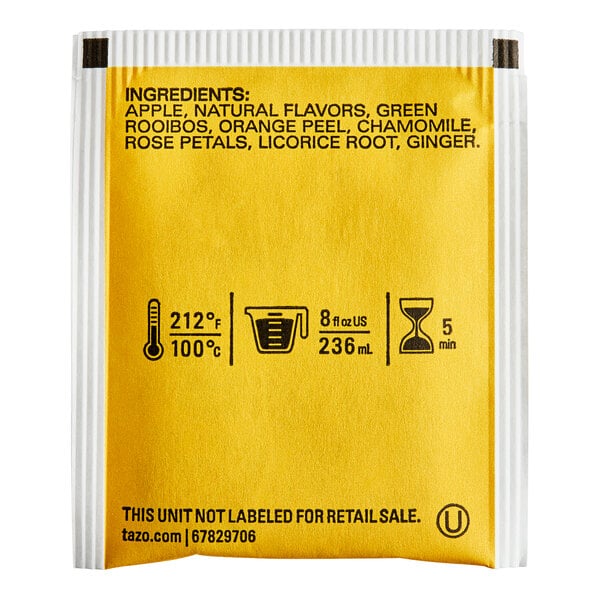 INGREDIENTS:
APPLE, NATURAL FLAVORS, GREEN
ROOIBOS, ORANGE PEEL, CHAMOMILE,
ROSE PETALS, LICORICE ROOT, GINGER.
212°F
100°C
8 fl oz US
236 mL
5
min
THIS UNIT NOT LABELED FOR RETAIL SALE.
tazo.com | 67829706
U